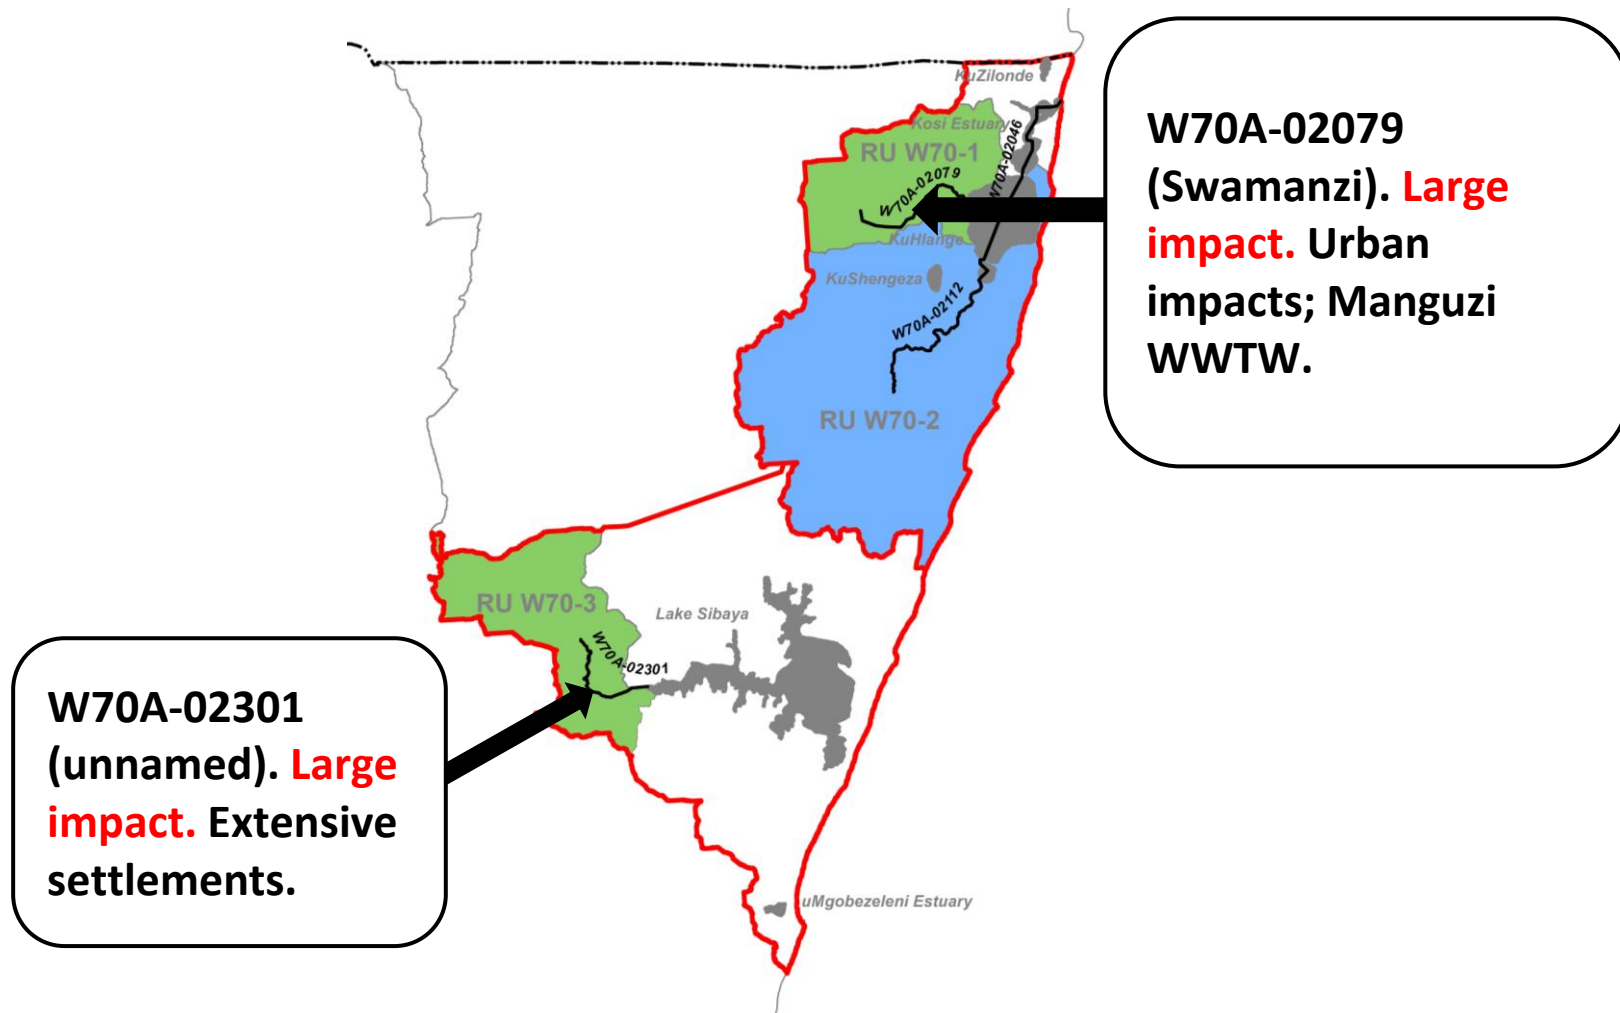 KuZilonde
Kosi Estuary
RU W70-1
W70A-02046
W70A-02079
KuHlange
KuShengeza
W70A-02112
RU W70-2
W70A-02079
(Swamanzi). Large
impact. Urban
impacts; Manguzi
WWTW.
RU W70-3
Lake Sibaya
W70A-02301
W70A-02301
(unnamed). Large
impact. Extensive
settlements.
uMgobezeleni Estuary